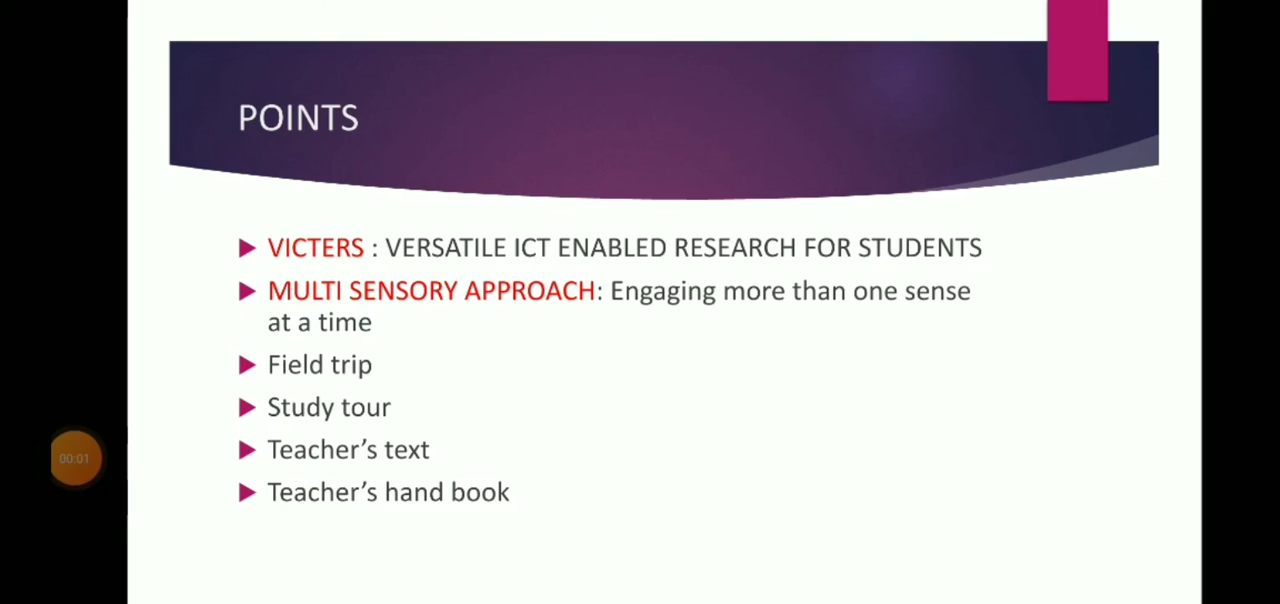 POINTS
VICTERS : VERSATILE ICT ENABLED RESEARCH FOR STUDENTS
MULTI SENSORY APPROACH: Engaging more than one sense
at a time
Field trip
Study tour
00:01
Teacher’s text
Teacher’s hand book